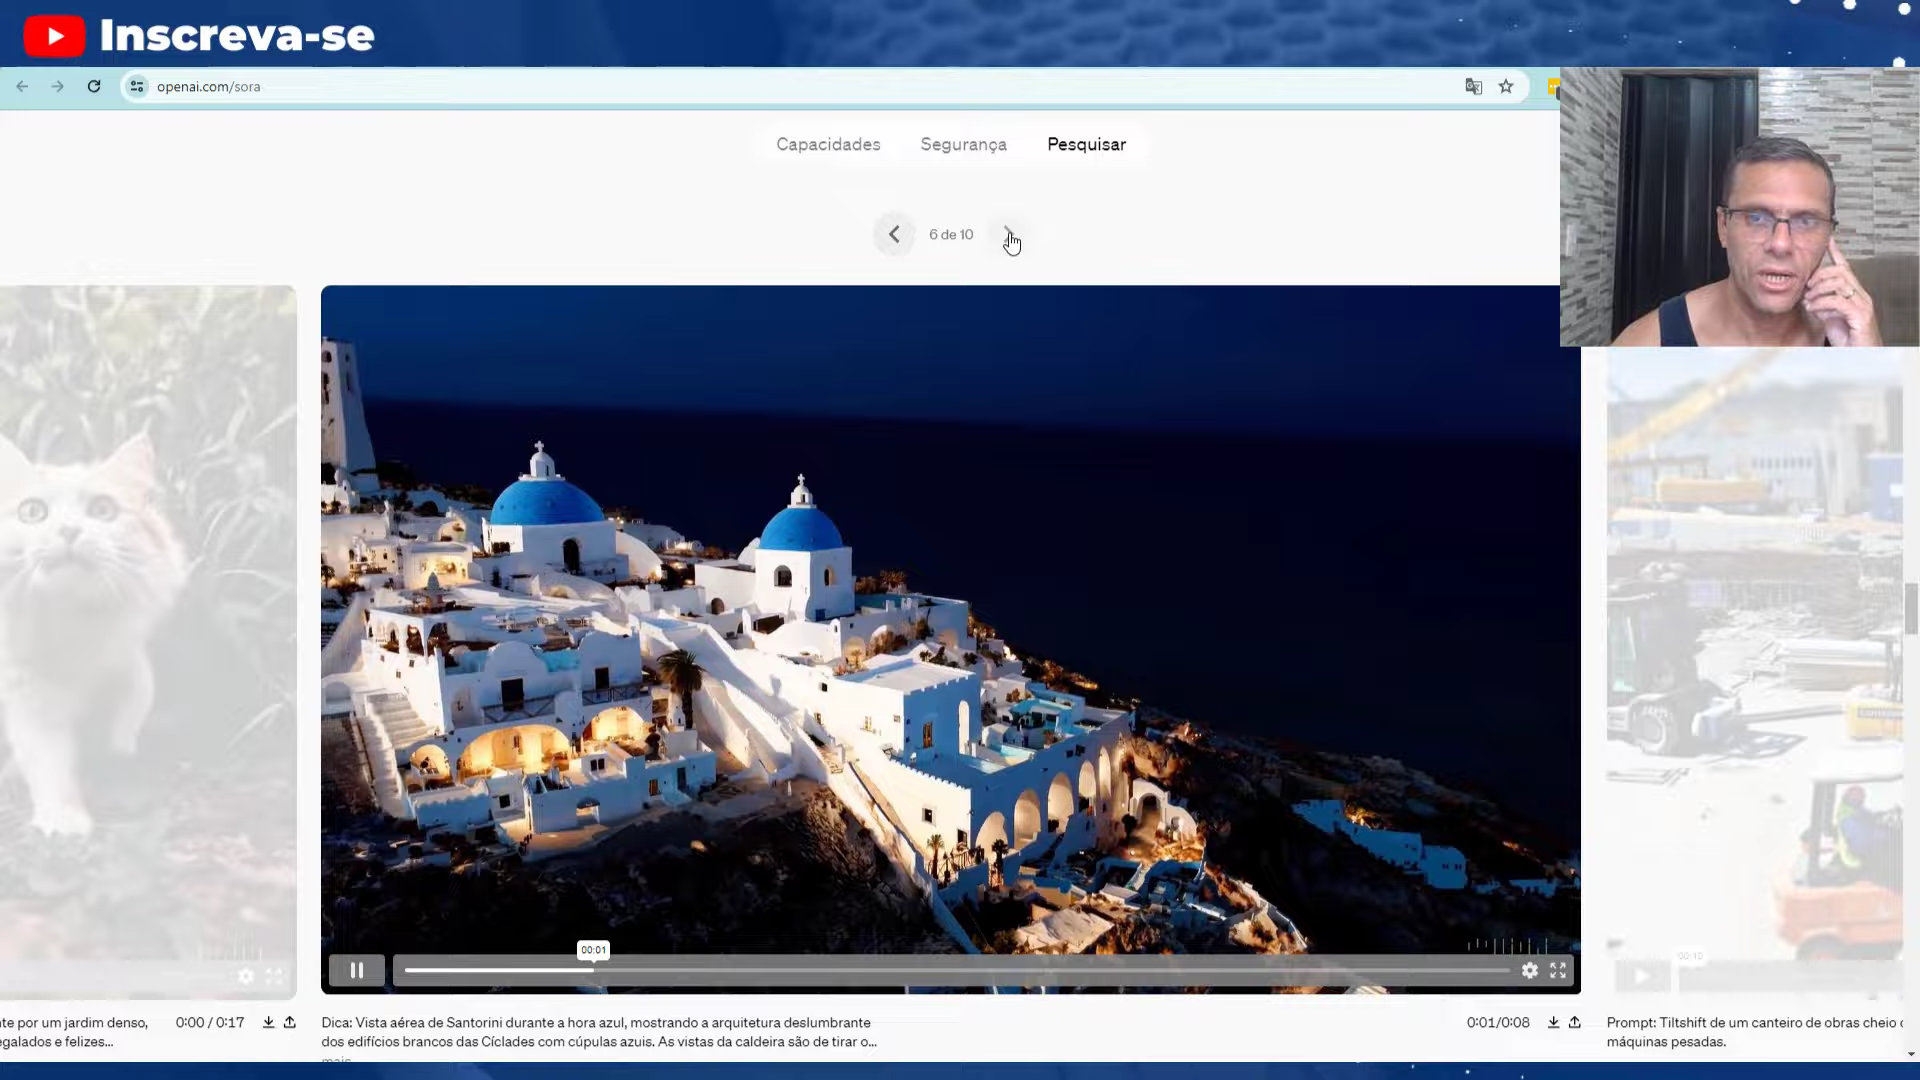 Inscreva-se
openai.com/sora
Capacidades Segurança Pesquisar
6 de 10
00:01
00:10
te por um jardim denso,
egalados e felizes...
0:00 / 0:17
Dica: Vista aérea de Santorini durante a hora azul, mostrando a arquitetura deslumbrante
dos edifícios brancos das Cíclades com cúpulas azuis. As vistas da caldeira são de tirar o...
mais
0:01/0:08
Prompt: Tiltshift de um canteiro de obras cheio
máquinas pesadas.